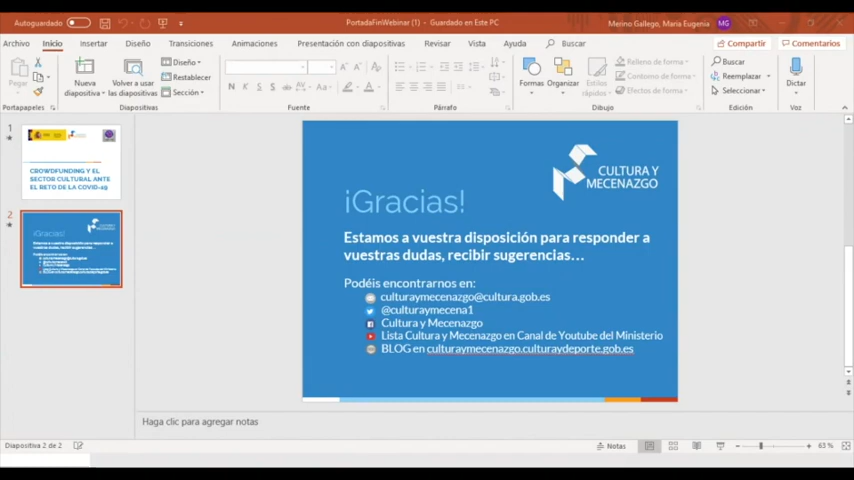 Autoguardado
PortadaFinWebinar (1) - Guardado en Este PC
Merino Gallego, Maria Eugenia
MG
Archivo Inicio Insertar Diseño Transiciones Animaciones Presentación con diapositivas Revisar Vista Ayuda Buscar Compartir Comentarios
Pegar
Nueva diapositiva
Volver a usar las diapositivas
Diseño
Restablecer
Sección
N K S S
Aa
Formas
Organizar
Estilos rápidos
Relleno de forma
Contorno de forma
Efectos de forma
Buscar
Reemplazar
Seleccionar
Dictar
Portapapeles Diapositivas Fuente Párrafo Dibujo Edición Voz
1
CROWDFUNDING Y EL
SECTOR CULTURAL ANTE
EL RETO DE LA COVID-19
2
¡Gracias!
CULTURA Y
MECENAZGO
¡Gracias!
Estamos a vuestra disposición para responder a
vuestras dudas, recibir sugerencias…
Podéis encontrarnos en:
culturaymecenazgo@cultura.gob.es
@culturaymecena1
Cultura y Mecenazgo
Lista Cultura y Mecenazgo en Canal de Youtube del Ministerio
BLOG en culturaymecenazgo.culturaydeporte.gob.es
Haga clic para agregar notas
Diapositiva 2 de 2
Notas
63 %